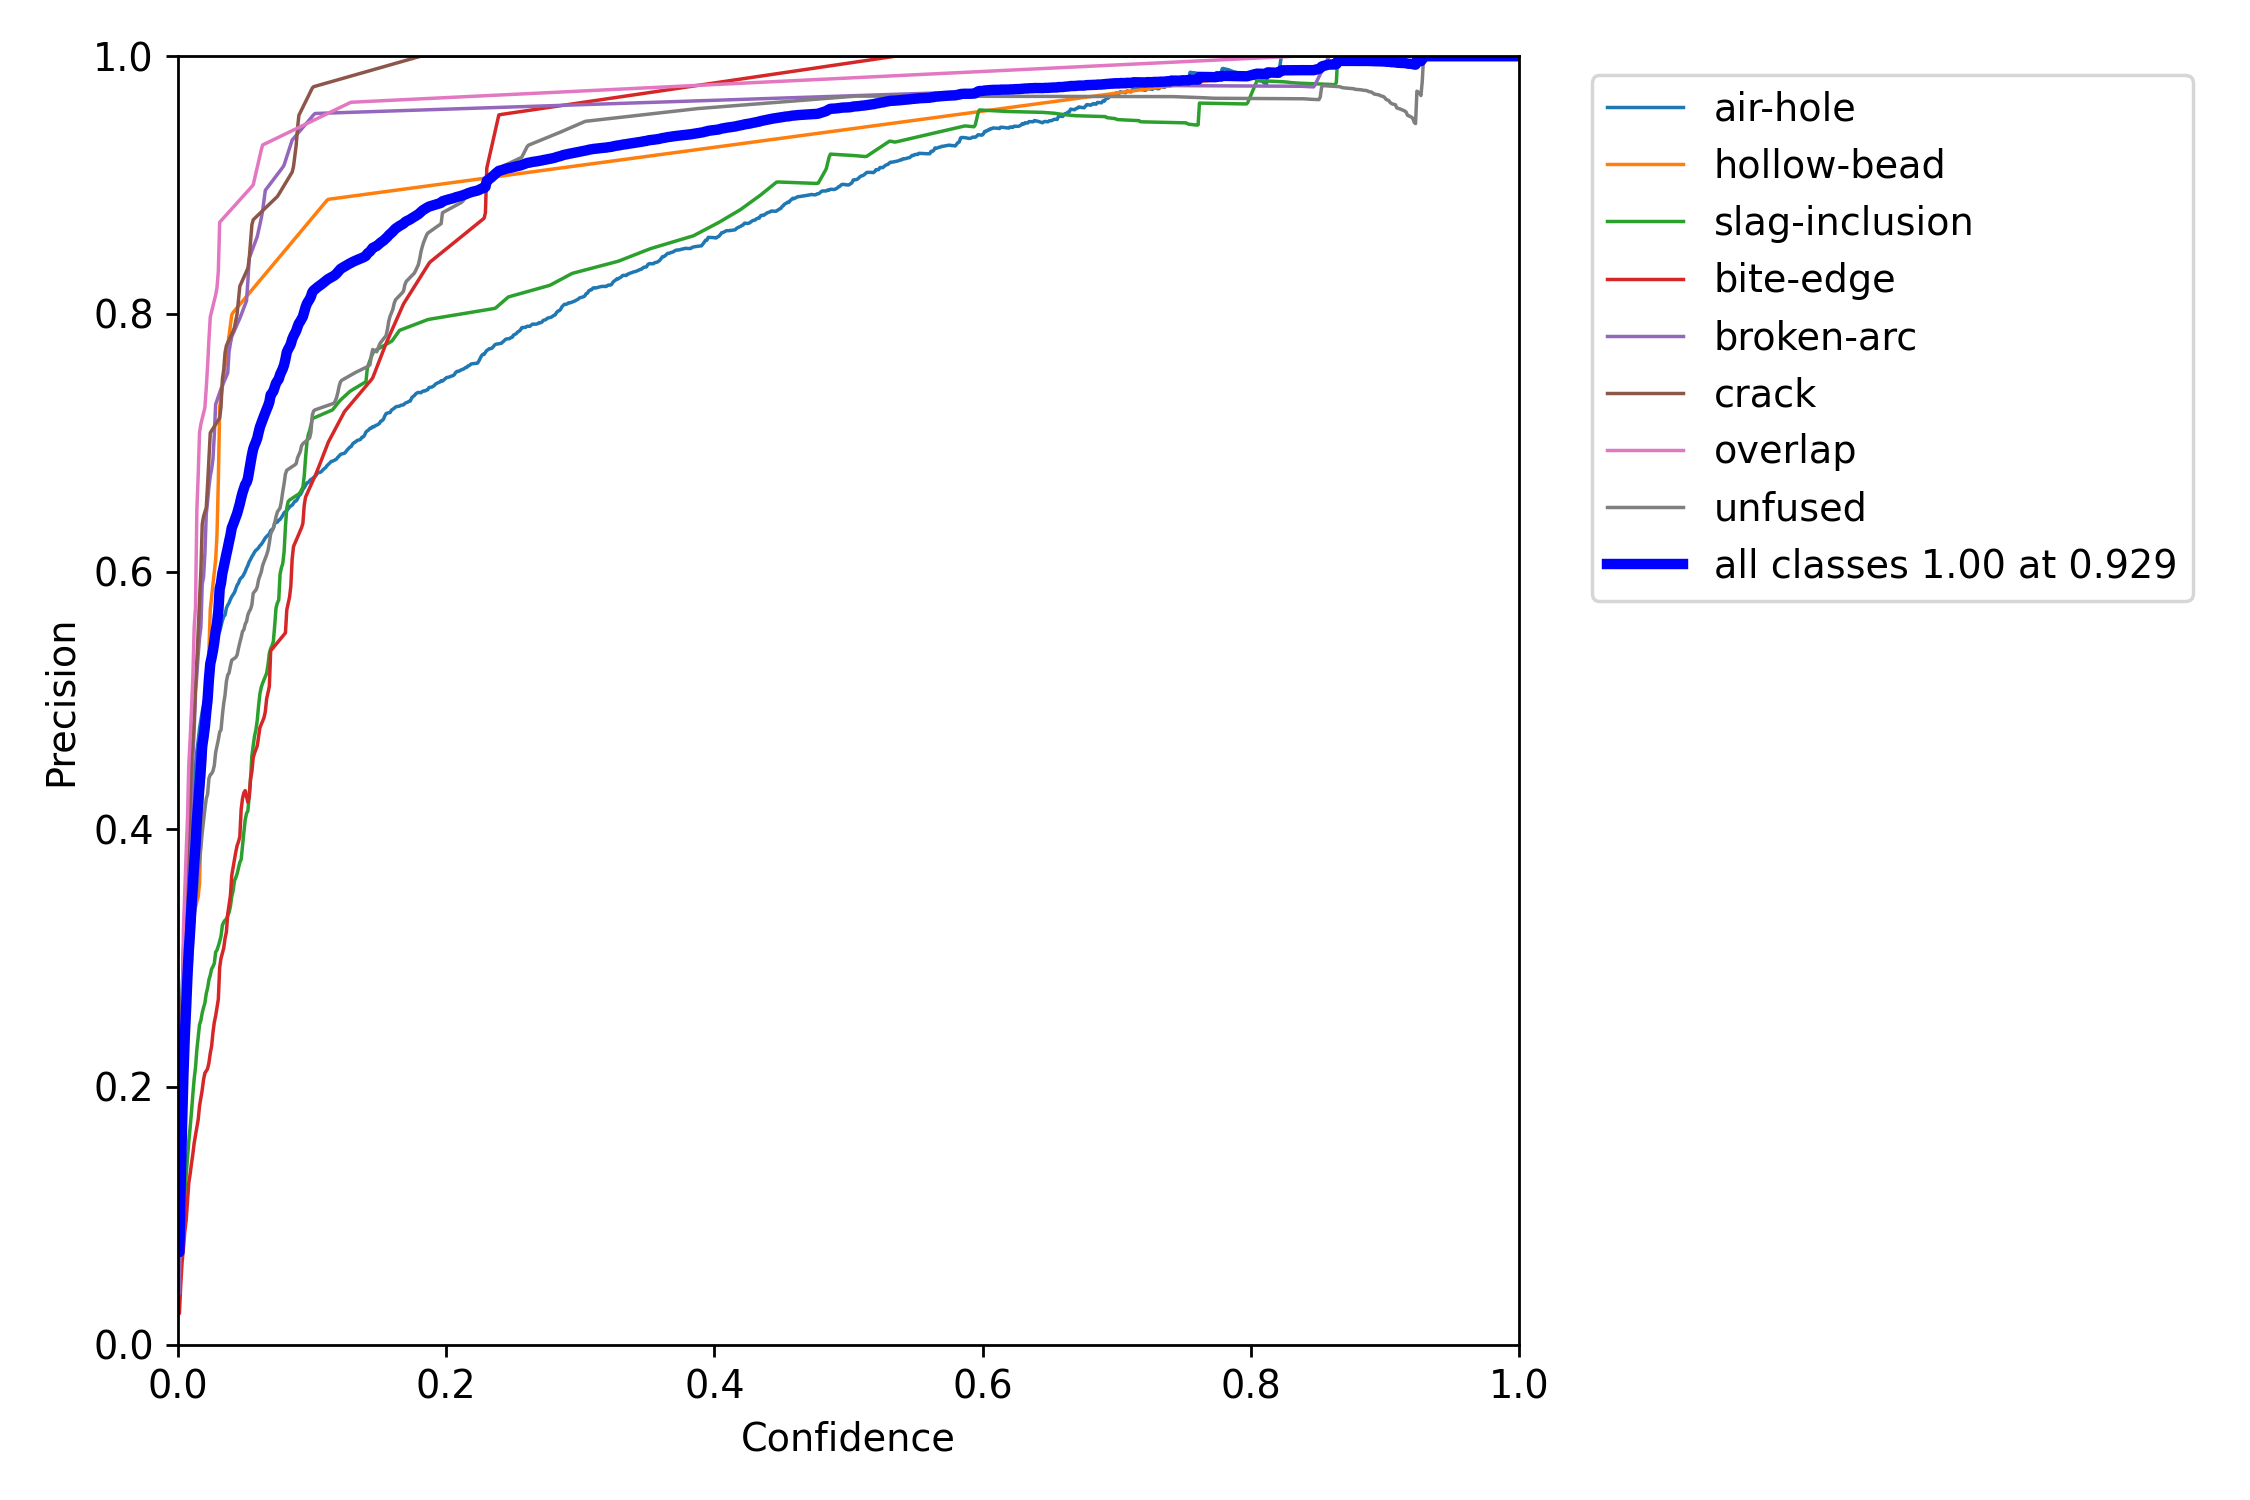 1.0
0.8
0.6
0.4
0.2
0.0
Precision
0.0 0.2 0.4 0.6 0.8 1.0
Confidence
air-hole
hollow-bead
slag-inclusion
bite-edge
broken-arc
crack
overlap
unfused
all classes 1.00 at 0.929